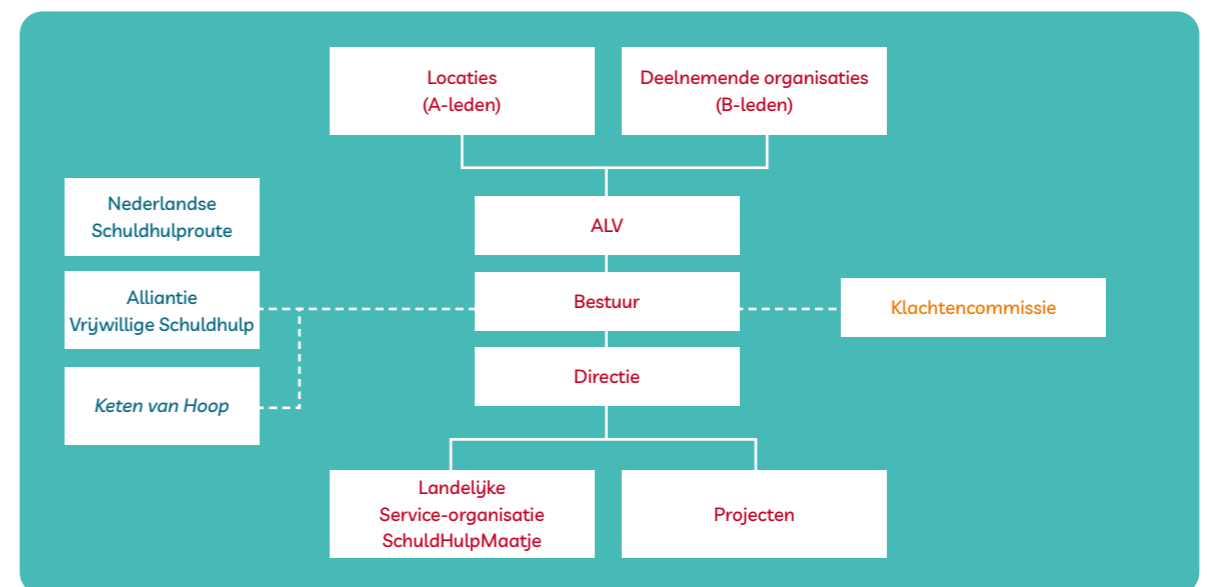 Locaties
(A-leden)
Deelnemende organisaties
(B-leden)
Nederlandse
Schuldhulproute
ALV
Alliantie
Vrijwillige Schuldhulp
Bestuur
Klachtencommissie
Directie
Keten van Hoop
Landelijke
Service-organisatie
SchuldHulpMaatje
Projecten